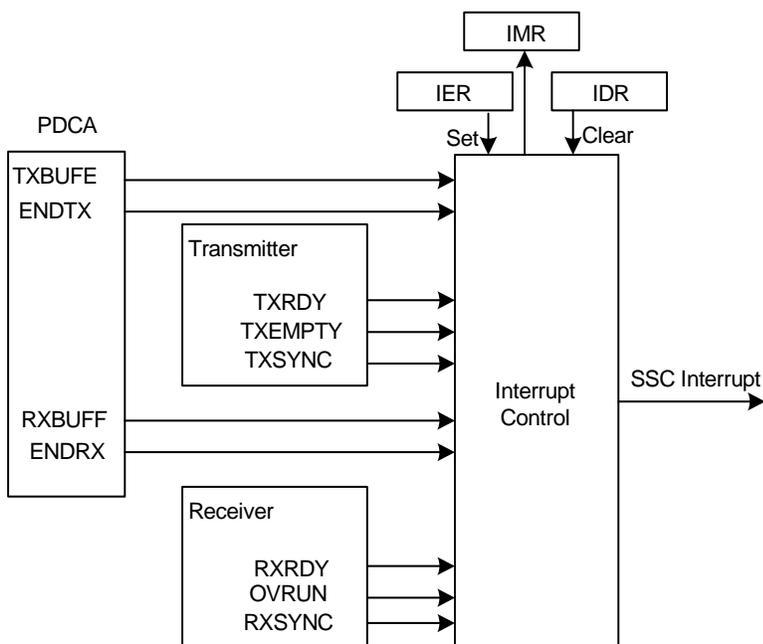 IMR
IER
IDR
PDCA
Set
Clear
TXBUFE
ENDTX
Transmitter
TXRDY
TXEMPTY
TXSYNC
SSC Interrupt
Interrupt
Control
RXBUFF
ENDRX
Receiver
RXRDY
OVRUN
RXSYNC